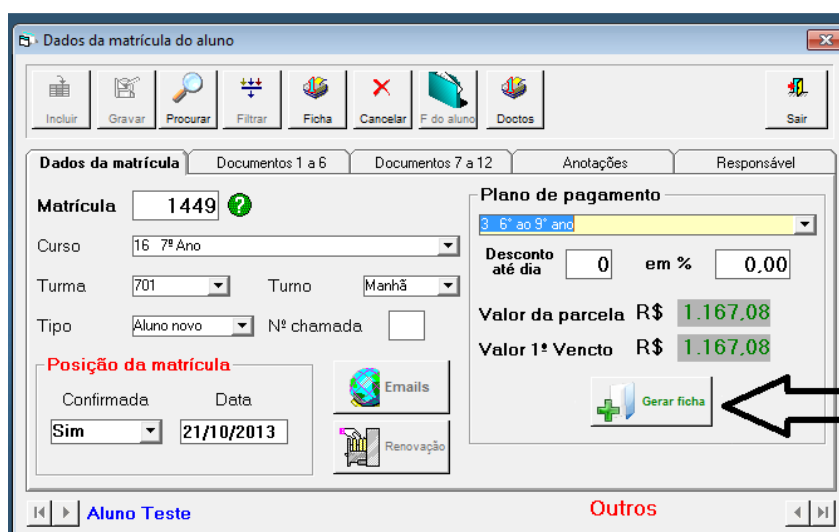 Dados da matrícula do aluno
Incluir Gravar Procurar Filtrar Ficha Cancelar F do aluno Doctos Sair
Dados da matrícula Documentos 1 a 6 Documentos 7 a 12 Anotações Responsável
Matrícula 1449 ?
Curso 16 7ª Ano
Turma 701 Turno Manhã
Tipo Aluno novo Nº chamada
Posição da matrícula
Confirmada Data
Sim 21/10/2013
Emails
Renovação
Plano de pagamento
3 6° ao 9° ano
Desconto até dia 0 em % 0,00
Valor da parcela R$ 1.167,08
Valor 1ª Vencto R$ 1.167,08
Gerar ficha
Aluno Teste Outros